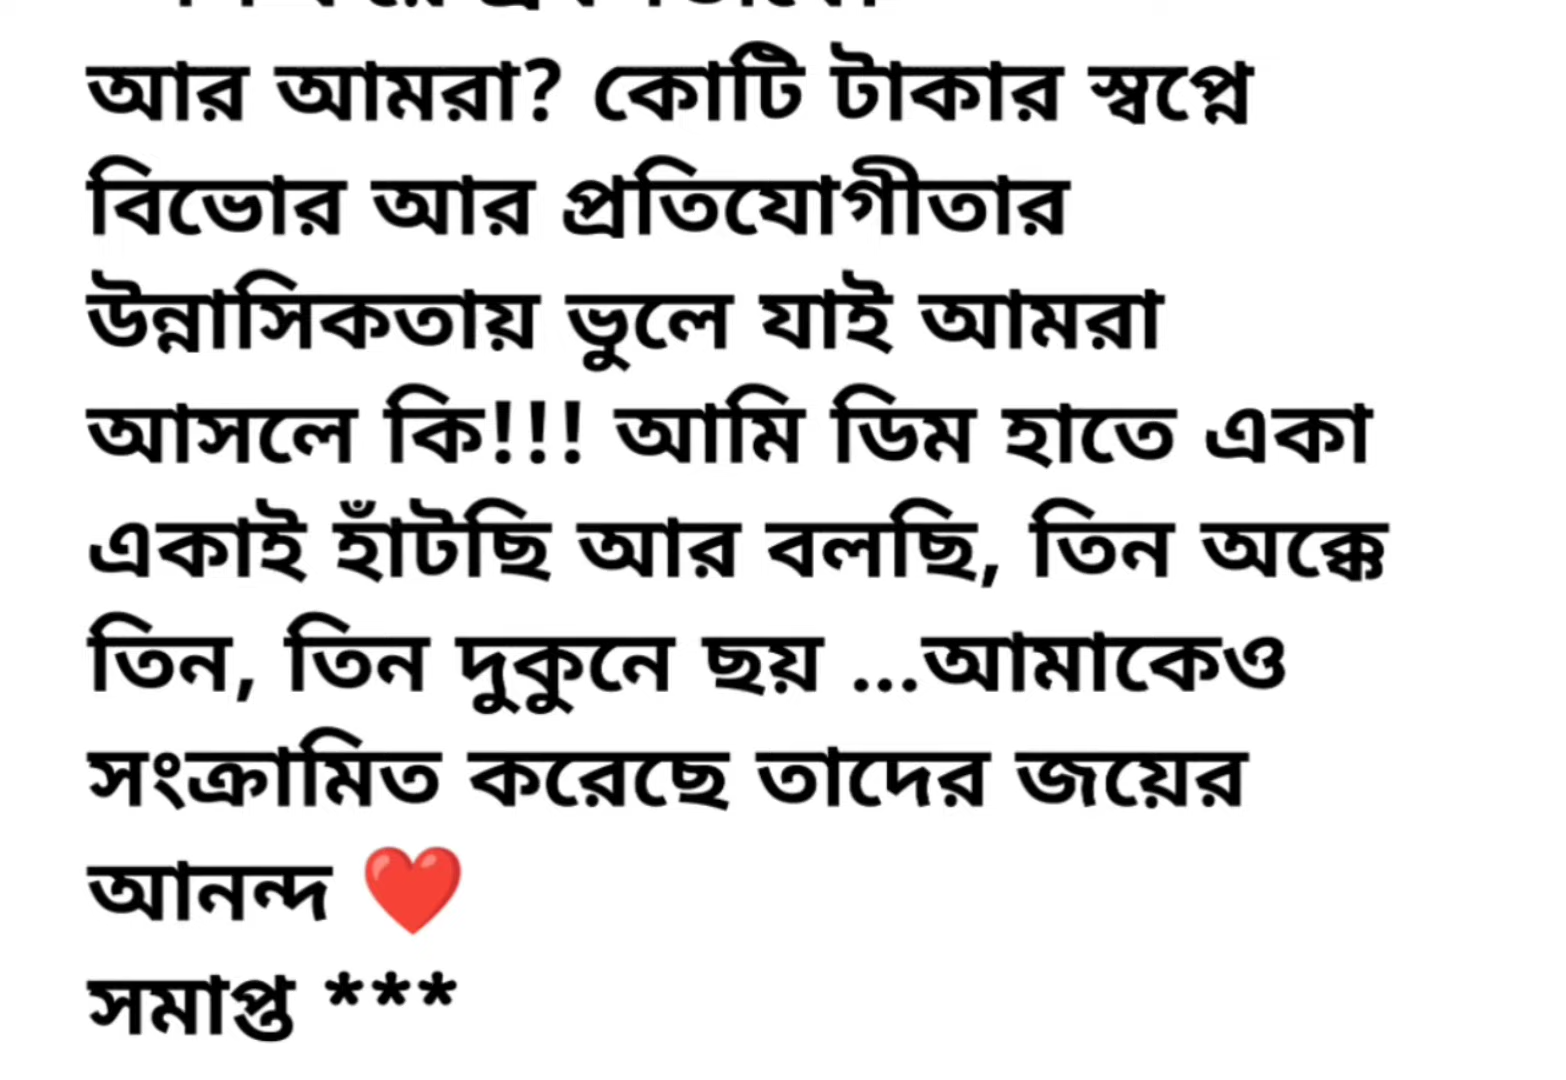 আর আমরা? কোটি টাকার স্বপ্নে
বিভোর আর প্রতিযোগীতার
উন্নাসিকতায় ভুলে যাই আমরা
আসলে কি!!! আমি ডিম হাতে একা
একাই হাঁটছি আর বলছি, তিন অক্কে
তিন, তিন দুকুনে ছয় ...আমাকেও
সংক্রামিত করেছে তাদের জয়ের
আনন্দ ❤️
সমাপ্ত ***